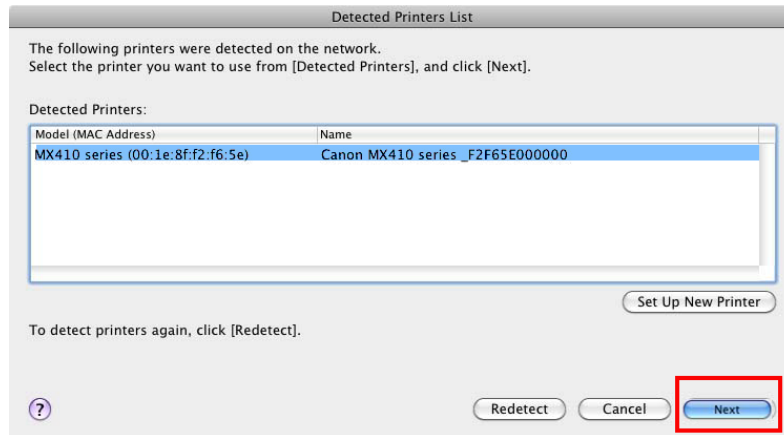 Detected Printers List
The following printers were detected on the network.
Select the printer you want to use from [Detected Printers], and click [Next].
Detected Printers:
Model (MAC Address) Name
MX410 series (00:1e:8f:f2:f6:5e) Canon MX410 series _F2F65E000000
Set Up New Printer
To detect printers again, click [Redetect].
? Redetect Cancel Next